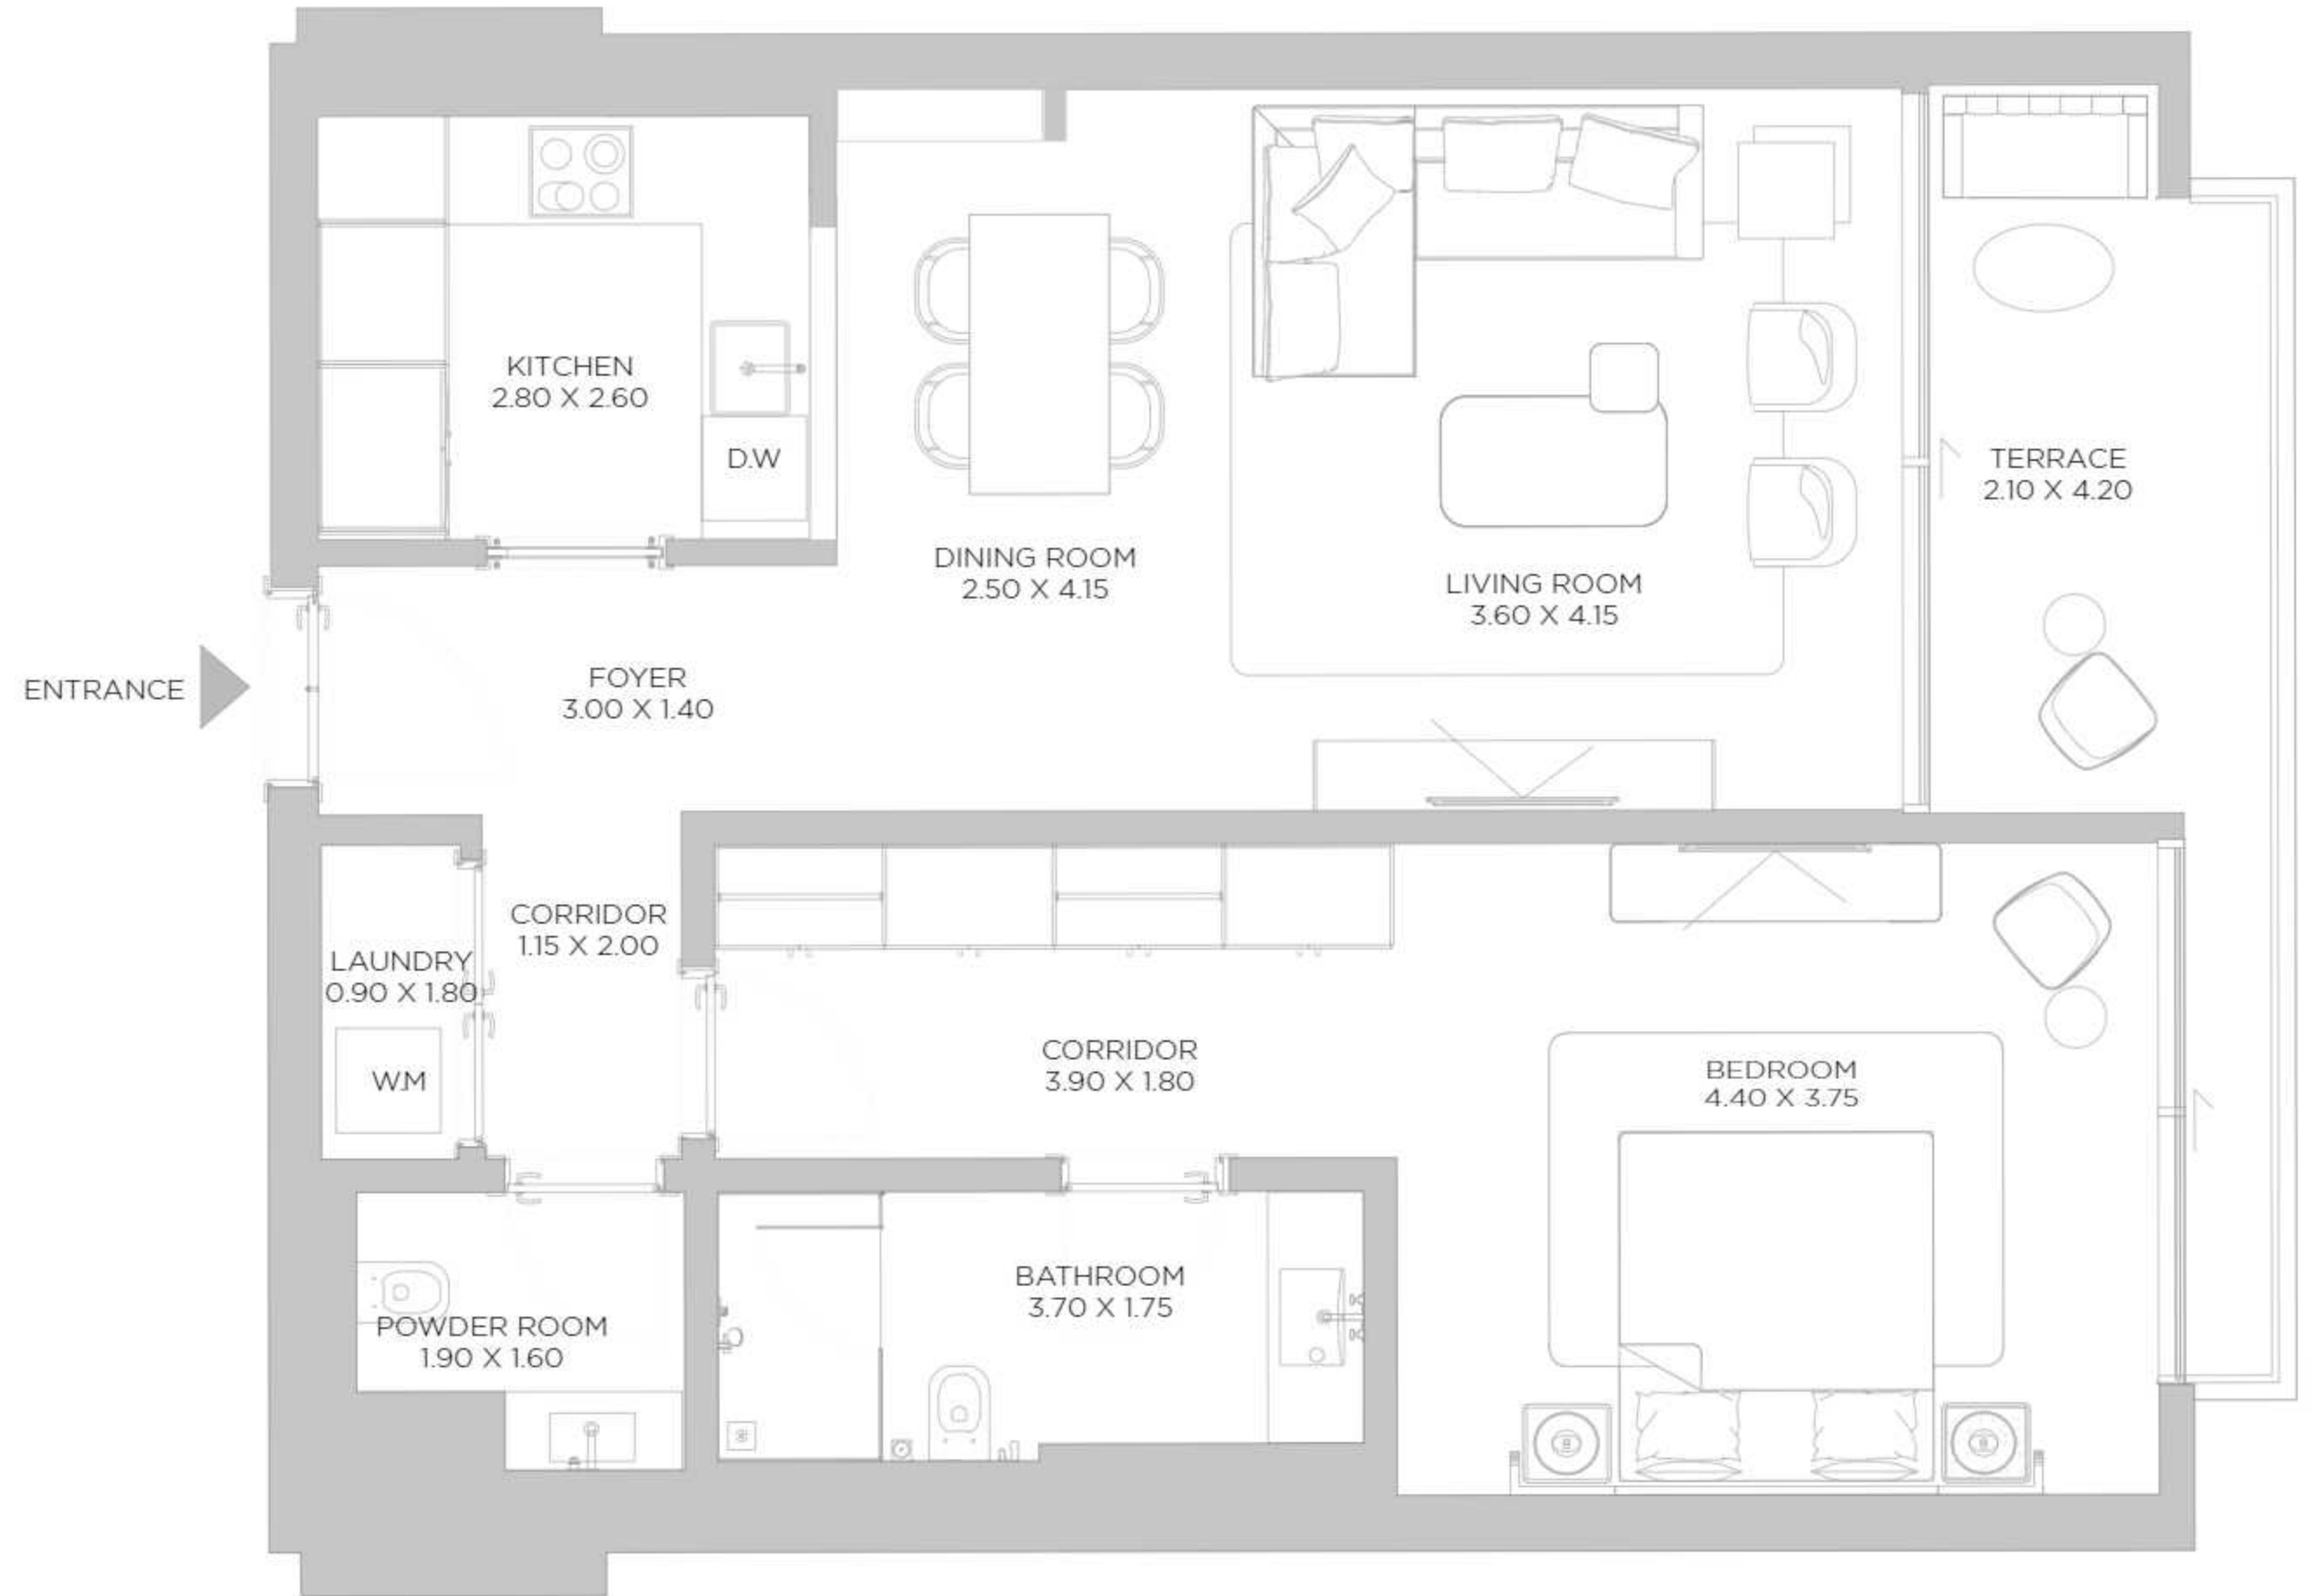 KITCHEN
2.80 X 2.60
D.W
TERRACE
2.10 X 4.20
DINING ROOM
2.50 X 4.15
LIVING ROOM
3.60 X 4.15
ENTRANCE
FOYER
3.00 X 1.40
CORRIDOR
1.15 X 2.00
LAUNDRY
0.90 X 1.80
W.M
CORRIDOR
3.90 X 1.80
BEDROOM
4.40 X 3.75
BATHROOM
3.70 X 1.75
POWDER ROOM
1.90 X 1.60